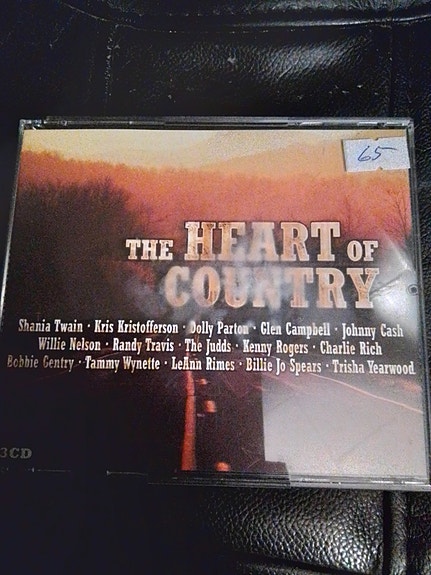 65
THE HEART OF
COUNTRY
Shania Twain · Kris Kristofferson · Dolly Parton · Glen Campbell · Johnny Cash
Willie Nelson · Randy Travis · The Judds · Kenny Rogers · Charlie Rich
Bobbie Gentry · Tammy Wynette · LeAnn Rimes · Billie Jo Spears · Trisha Yearwood
3CD